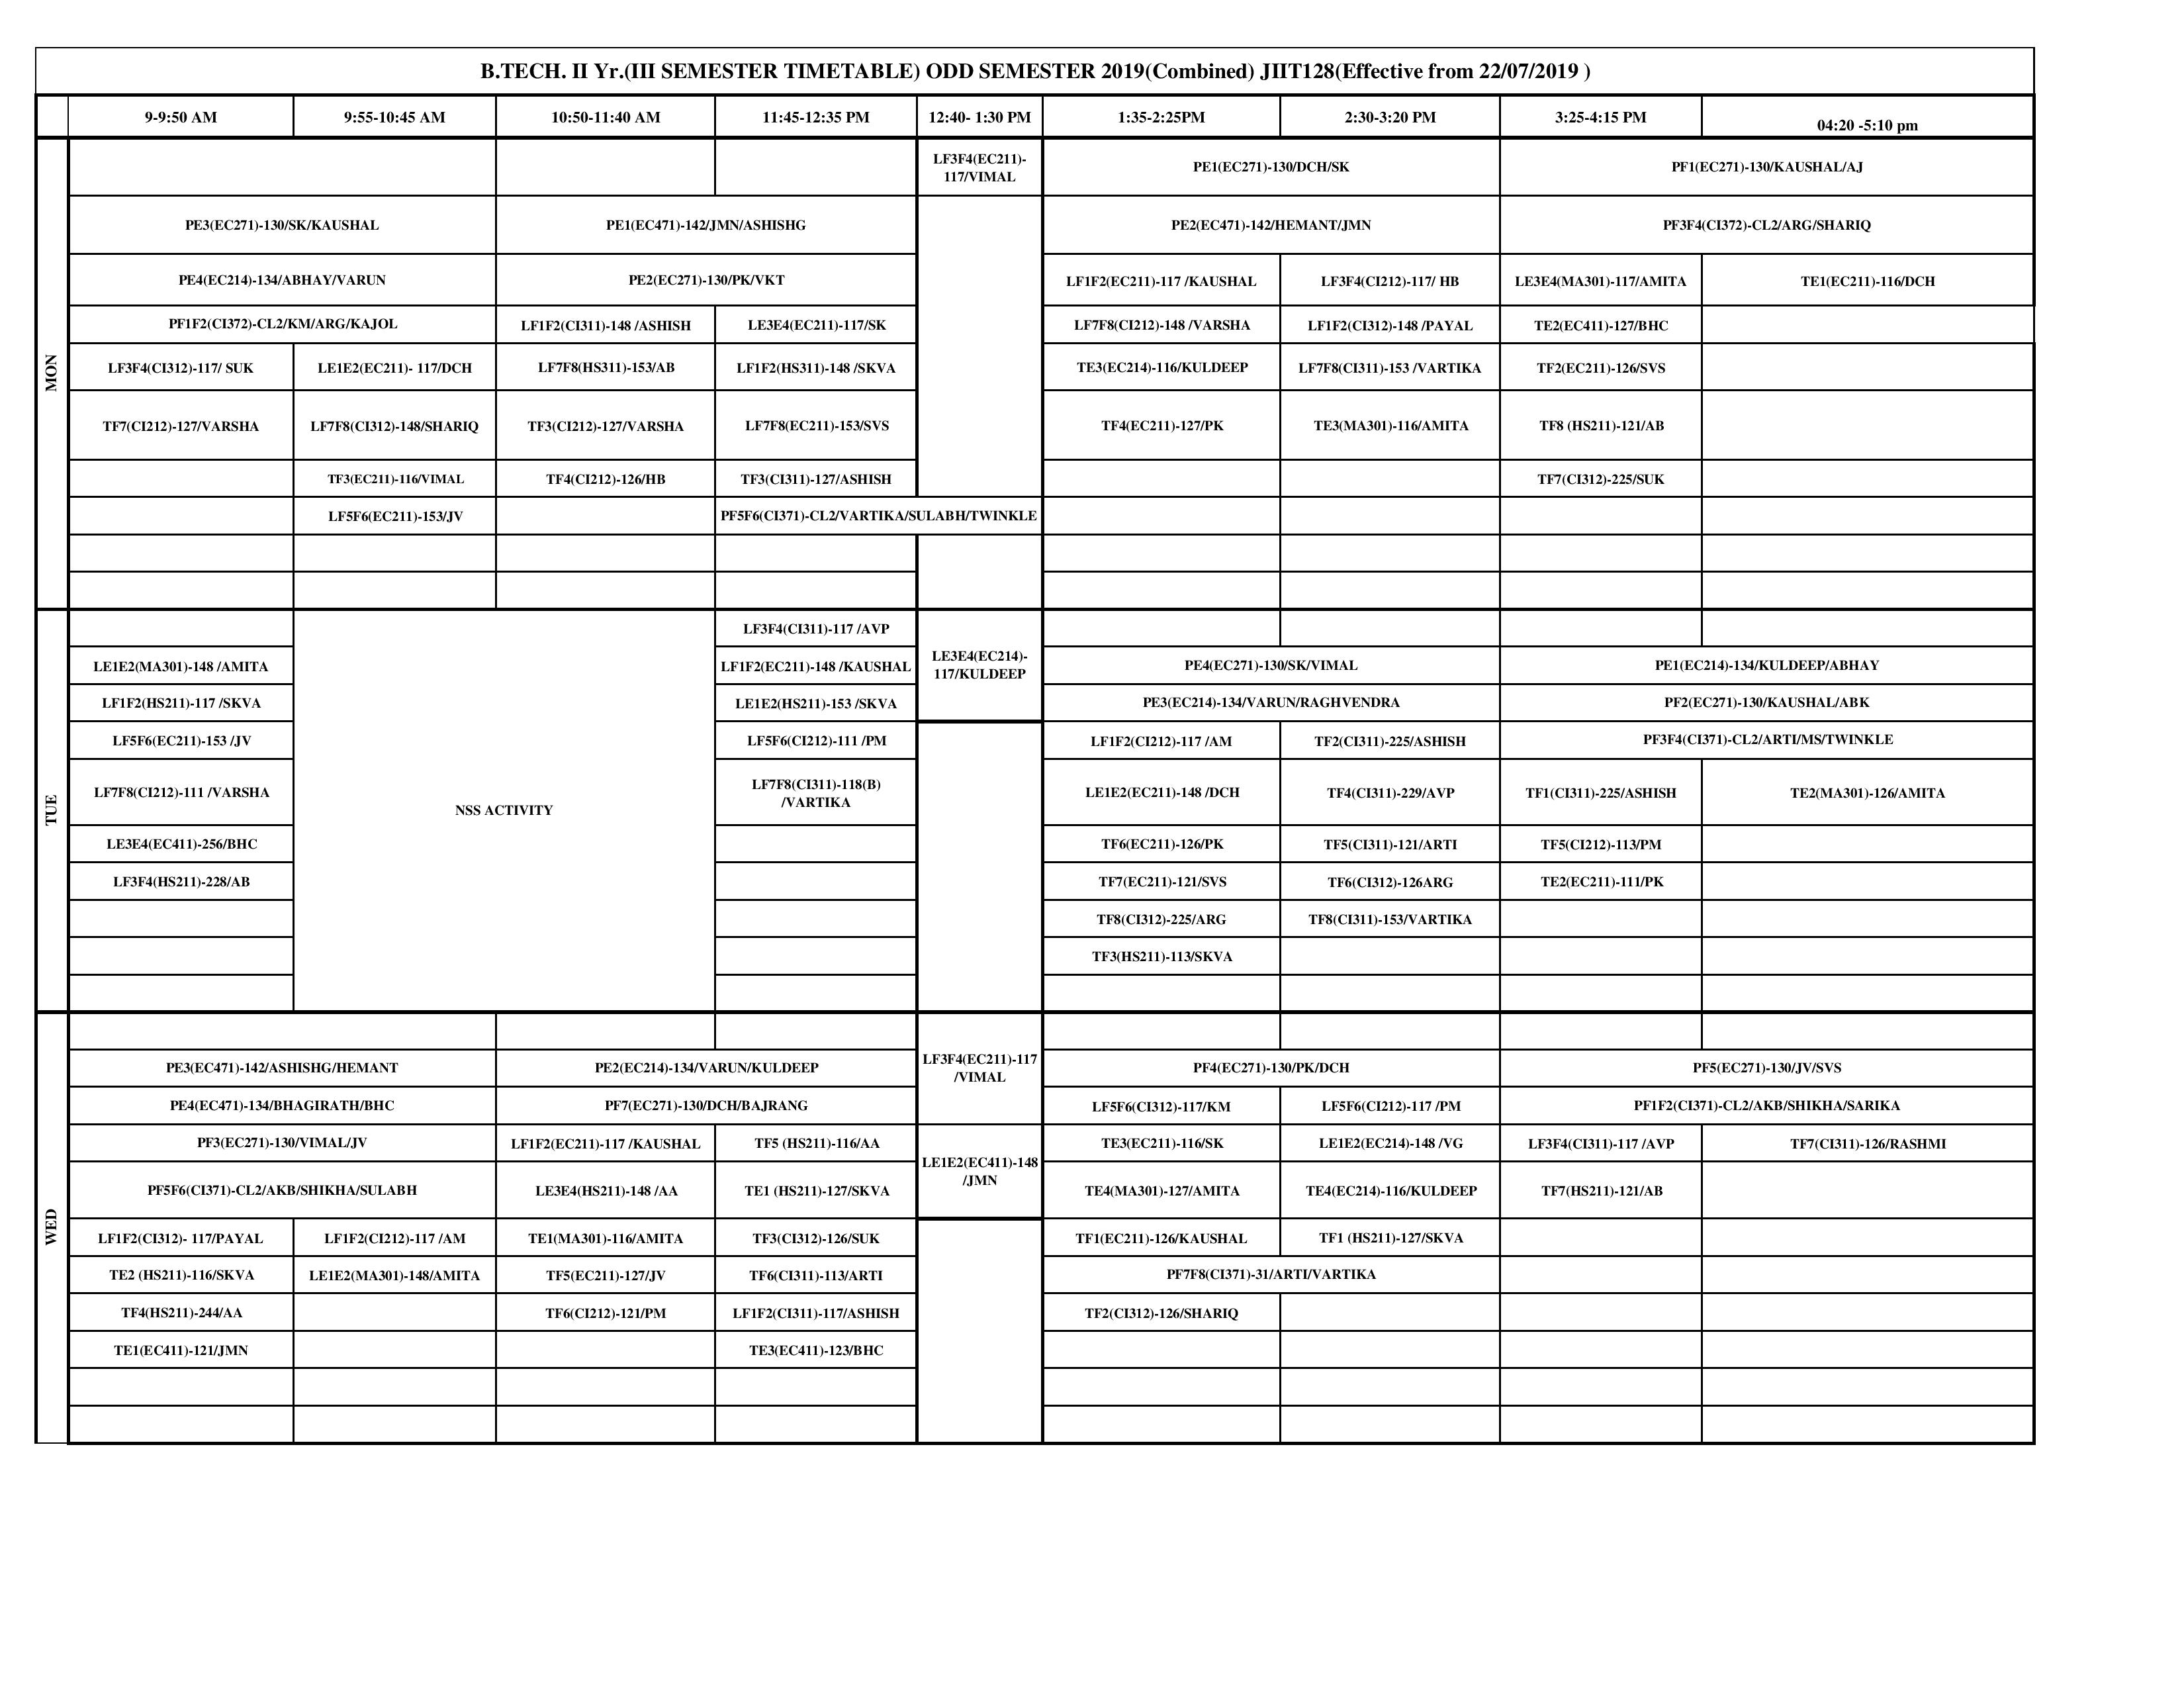 B.TECH. II Yr.(III SEMESTER TIMETABLE) ODD SEMESTER 2019(Combined) JIIT128(Effective from 22/07/2019 )
9-9:50 AM 9:55-10:45 AM 10:50-11:40 AM 11:45-12:35 PM 12:40- 1:30 PM 1:35-2:25PM 2:30-3:20 PM 3:25-4:15 PM 04:20 -5:10 pm
MON
LF3F4(EC211)-
117/VIMAL
PE1(EC271)-130/DCH/SK PF1(EC271)-130/KAUSHAL/AJ
PE3(EC271)-130/SK/KAUSHAL PE1(EC471)-142/JMN/ASHISHG PE2(EC471)-142/HEMANT/JMN PF3F4(CI372)-CL2/ARG/SHARIQ
PE4(EC214)-134/ABHAY/VARUN PE2(EC271)-130/PK/VKT LF1F2(EC211)-117 /KAUSHAL LF3F4(CI212)-117/ HB LE3E4(MA301)-117/AMITA TE1(EC211)-116/DCH
PF1F2(CI372)-CL2/KM/ARG/KAJOL LF1F2(CI311)-148 /ASHISH LE3E4(EC211)-117/SK LF7F8(CI212)-148 /VARSHA LF1F2(CI312)-148 /PAYAL TE2(EC411)-127/BHC
LF3F4(CI312)-117/ SUK LE1E2(EC211)- 117/DCH LF7F8(HS311)-153/AB LF1F2(HS311)-148 /SKVA TE3(EC214)-116/KULDEEP LF7F8(CI311)-153 /VARTIKA TF2(EC211)-126/SVS
TF7(CI212)-127/VARSHA LF7F8(CI312)-148/SHARIQ TF3(CI212)-127/VARSHA LF7F8(EC211)-153/SVS TF4(EC211)-127/PK TE3(MA301)-116/AMITA TF8 (HS211)-121/AB
TF3(EC211)-116/VIMAL TF4(CI212)-126/HB TF3(CI311)-127/ASHISH TF7(CI312)-225/SUK
LF5F6(EC211)-153/JV PF5F6(CI371)-CL2/VARTIKA/SULABH/TWINKLE
TUE
LF3F4(CI311)-117 /AVP
LE3E4(EC214)-
117/KULDEEP
LE1E2(MA301)-148 /AMITA LF1F2(EC211)-148 /KAUSHAL PE4(EC271)-130/SK/VIMAL PE1(EC214)-134/KULDEEP/ABHAY
LF1F2(HS211)-117 /SKVA LE1E2(HS211)-153 /SKVA PE3(EC214)-134/VARUN/RAGHVENDRA PF2(EC271)-130/KAUSHAL/ABK
LF5F6(EC211)-153 /JV LF5F6(CI212)-111 /PM LF1F2(CI212)-117 /AM TF2(CI311)-225/ASHISH PF3F4(CI371)-CL2/ARTI/MS/TWINKLE
LF7F8(CI212)-111 /VARSHA NSS ACTIVITY LF7F8(CI311)-118(B)
/VARTIKA
LE1E2(EC211)-148 /DCH TF4(CI311)-229/AVP TF1(CI311)-225/ASHISH TE2(MA301)-126/AMITA
LE3E4(EC411)-256/BHC TF6(EC211)-126/PK TF5(CI311)-121/ARTI TF5(CI212)-113/PM
LF3F4(HS211)-228/AB TF7(EC211)-121/SVS TF6(CI312)-126ARG TE2(EC211)-111/PK
TF8(CI312)-225/ARG TF8(CI311)-153/VARTIKA
TF3(HS211)-113/SKVA
WED
LF3F4(EC211)-117
/VIMAL
PE3(EC471)-142/ASHISHG/HEMANT PE2(EC214)-134/VARUN/KULDEEP PF4(EC271)-130/PK/DCH PF5(EC271)-130/JV/SVS
PE4(EC471)-134/BHAGIRATH/BHC PF7(EC271)-130/DCH/BAJRANG LF5F6(CI312)-117/KM LF5F6(CI212)-117 /PM PF1F2(CI371)-CL2/AKB/SHIKHA/SARIKA
PF3(EC271)-130/VIMAL/JV LF1F2(EC211)-117 /KAUSHAL TF5 (HS211)-116/AA LE1E2(EC411)-148
/JMN
TE3(EC211)-116/SK LE1E2(EC214)-148 /VG LF3F4(CI311)-117 /AVP TF7(CI311)-126/RASHMI
PF5F6(CI371)-CL2/AKB/SHIKHA/SULABH LE3E4(HS211)-148 /AA TE1 (HS211)-127/SKVA TE4(MA301)-127/AMITA TE4(EC214)-116/KULDEEP TF7(HS211)-121/AB
LF1F2(CI312)- 117/PAYAL LF1F2(CI212)-117 /AM TE1(MA301)-116/AMITA TF3(CI312)-126/SUK TF1(EC211)-126/KAUSHAL TF1 (HS211)-127/SKVA
TE2 (HS211)-116/SKVA LE1E2(MA301)-148/AMITA TF5(EC211)-127/JV TF6(CI311)-113/ARTI PF7F8(CI371)-31/ARTI/VARTIKA
TF4(HS211)-244/AA TF6(CI212)-121/PM LF1F2(CI311)-117/ASHISH TF2(CI312)-126/SHARIQ
TE1(EC411)-121/JMN TE3(EC411)-123/BHC